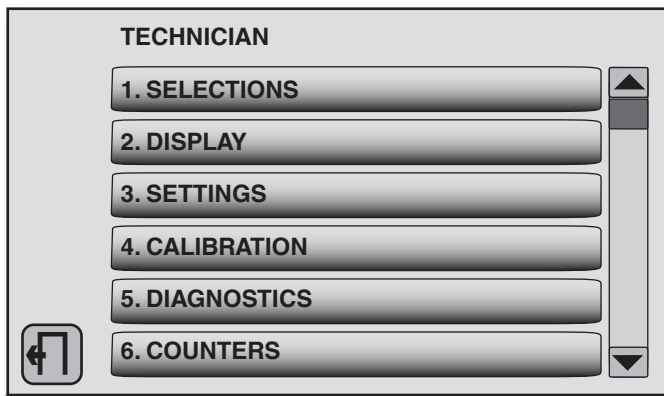 TECHNICIAN
1. SELECTIONS
2. DISPLAY
3. SETTINGS
4. CALIBRATION
5. DIAGNOSTICS
6. COUNTERS